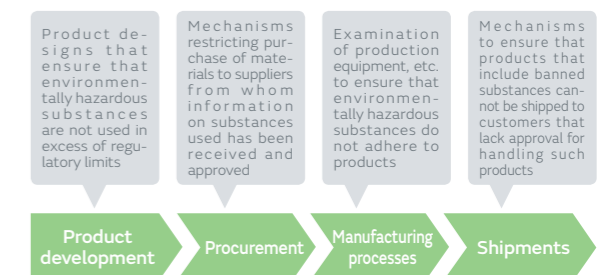 Product de-
signs that
ensure that
environmen-
tally hazardous
substances
are not used in
excess of regu-
latory limits
Mechanisms
restricting pur-
chase of mate-
rials to suppliers
from whom
information
on substances
used has been
received and
approved
Examination
of production
equipment, etc.
to ensure that
environmen-
tally hazardous
substances do
not adhere to
products
Mechanisms
to ensure that
products that
include banned
substances can-
not be shipped to
customers that
lack approval for
handling such
products
Product
development
Procurement
Manufacturing
processes
Shipments